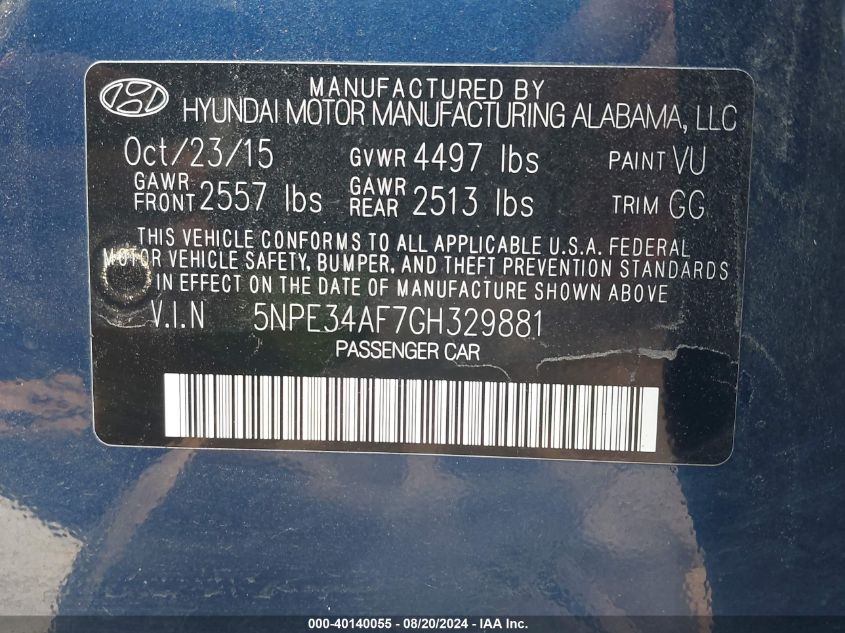 MANUFACTURED BY
HYUNDAI MOTOR MANUFACTURING ALABAMA, LLC
Oct/23/15 GVWR 4497 lbs PAINT VU
GAWR FRONT 2557 lbs GAWR REAR 2513 lbs TRIM GG
THIS VEHICLE CONFORMS TO ALL APPLICABLE U.S.A. FEDERAL
MOTOR VEHICLE SAFETY, BUMPER, AND THEFT PREVENTION STANDARDS
IN EFFECT ON THE DATE OF MANUFACTURE SHOWN ABOVE
V.I.N 5NPE34AF7GH329881
PASSENGER CAR
000-40140055 - 08/20/2024 - IAA Inc.